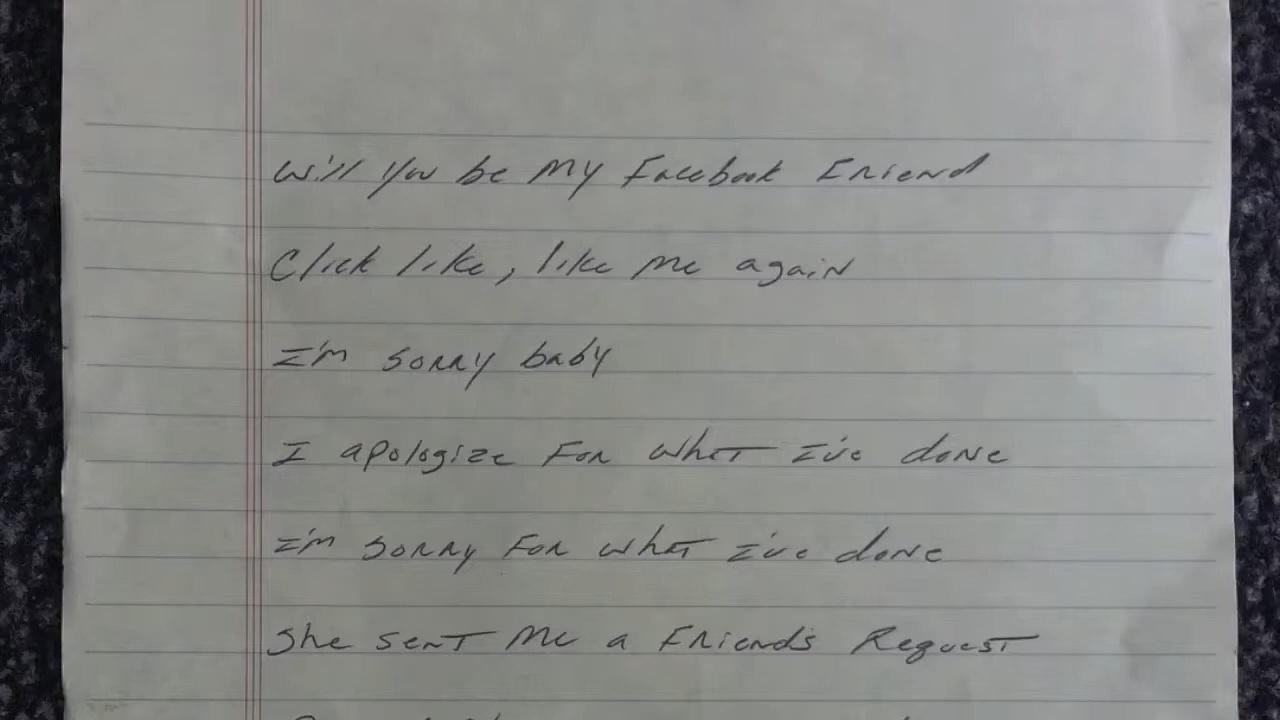 Will You be My Facebook Friend
Click like, like me again
I'm sorry baby
I apologize For what I've done
I'm sorry For what I've done
She sent Me a Friend's Request